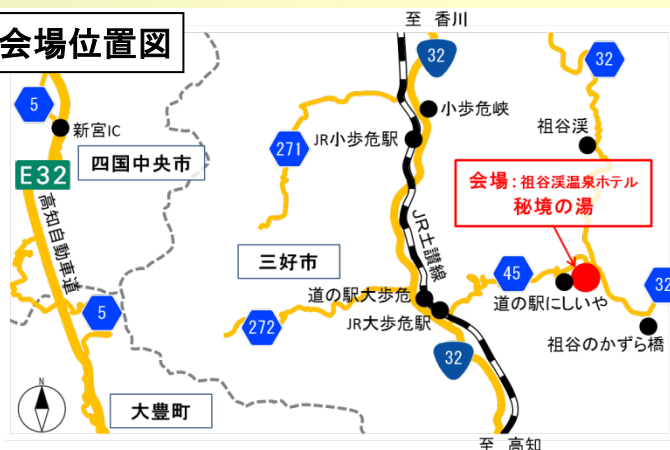 会場位置図
至 香川
32
32
5
新宮IC
小歩危峡
JR小歩危駅
271
祖谷渓
四国中央市
E32
会場：祖谷渓温泉ホテル
秘境の湯
高知自動車道
JR土讃線
三好市
45
32
道の駅大歩危
道の駅にしいや
5
272
JR大歩危駅
祖谷のかずら橋
32
N
大豊町
至 高知